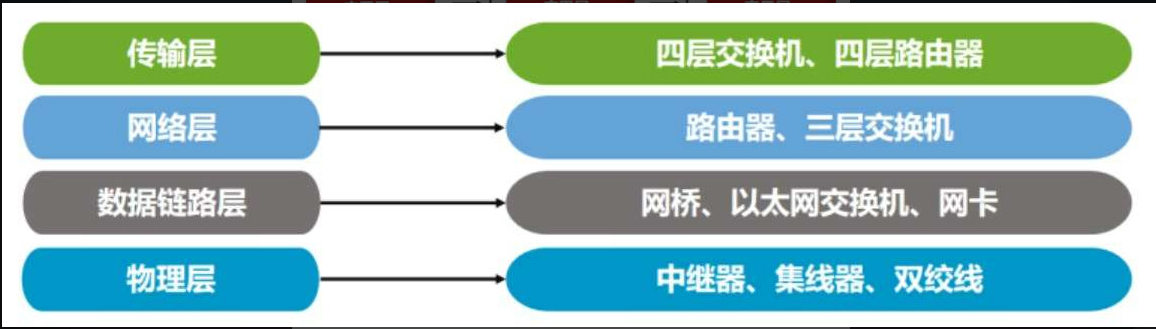 传输层
四层交换机、四层路由器
网络层
路由器、三层交换机
数据链路层
网桥、以太网交换机、网卡
物理层
中继器、集线器、双绞线